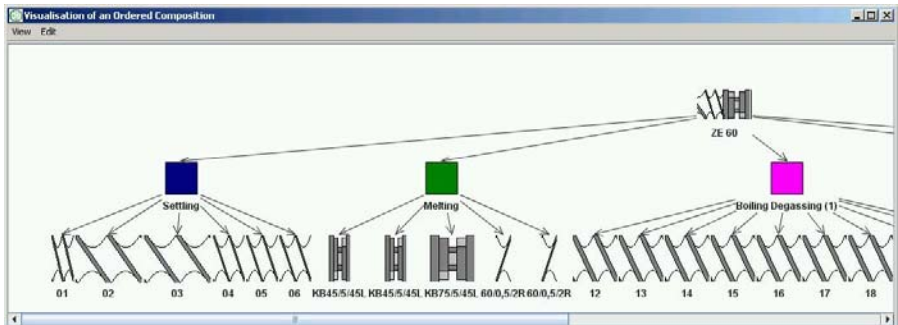 Visualisation of an Ordered Composition
View Edit
ZE 60
Settling Melting Boiling Degassing (1)
01 02 03 04 05 06 KB45/5/45L KB45/5/45L KB75/5/45L 60/0,5/2R 60/0,5/2R 12 13 14 15 16 17 18